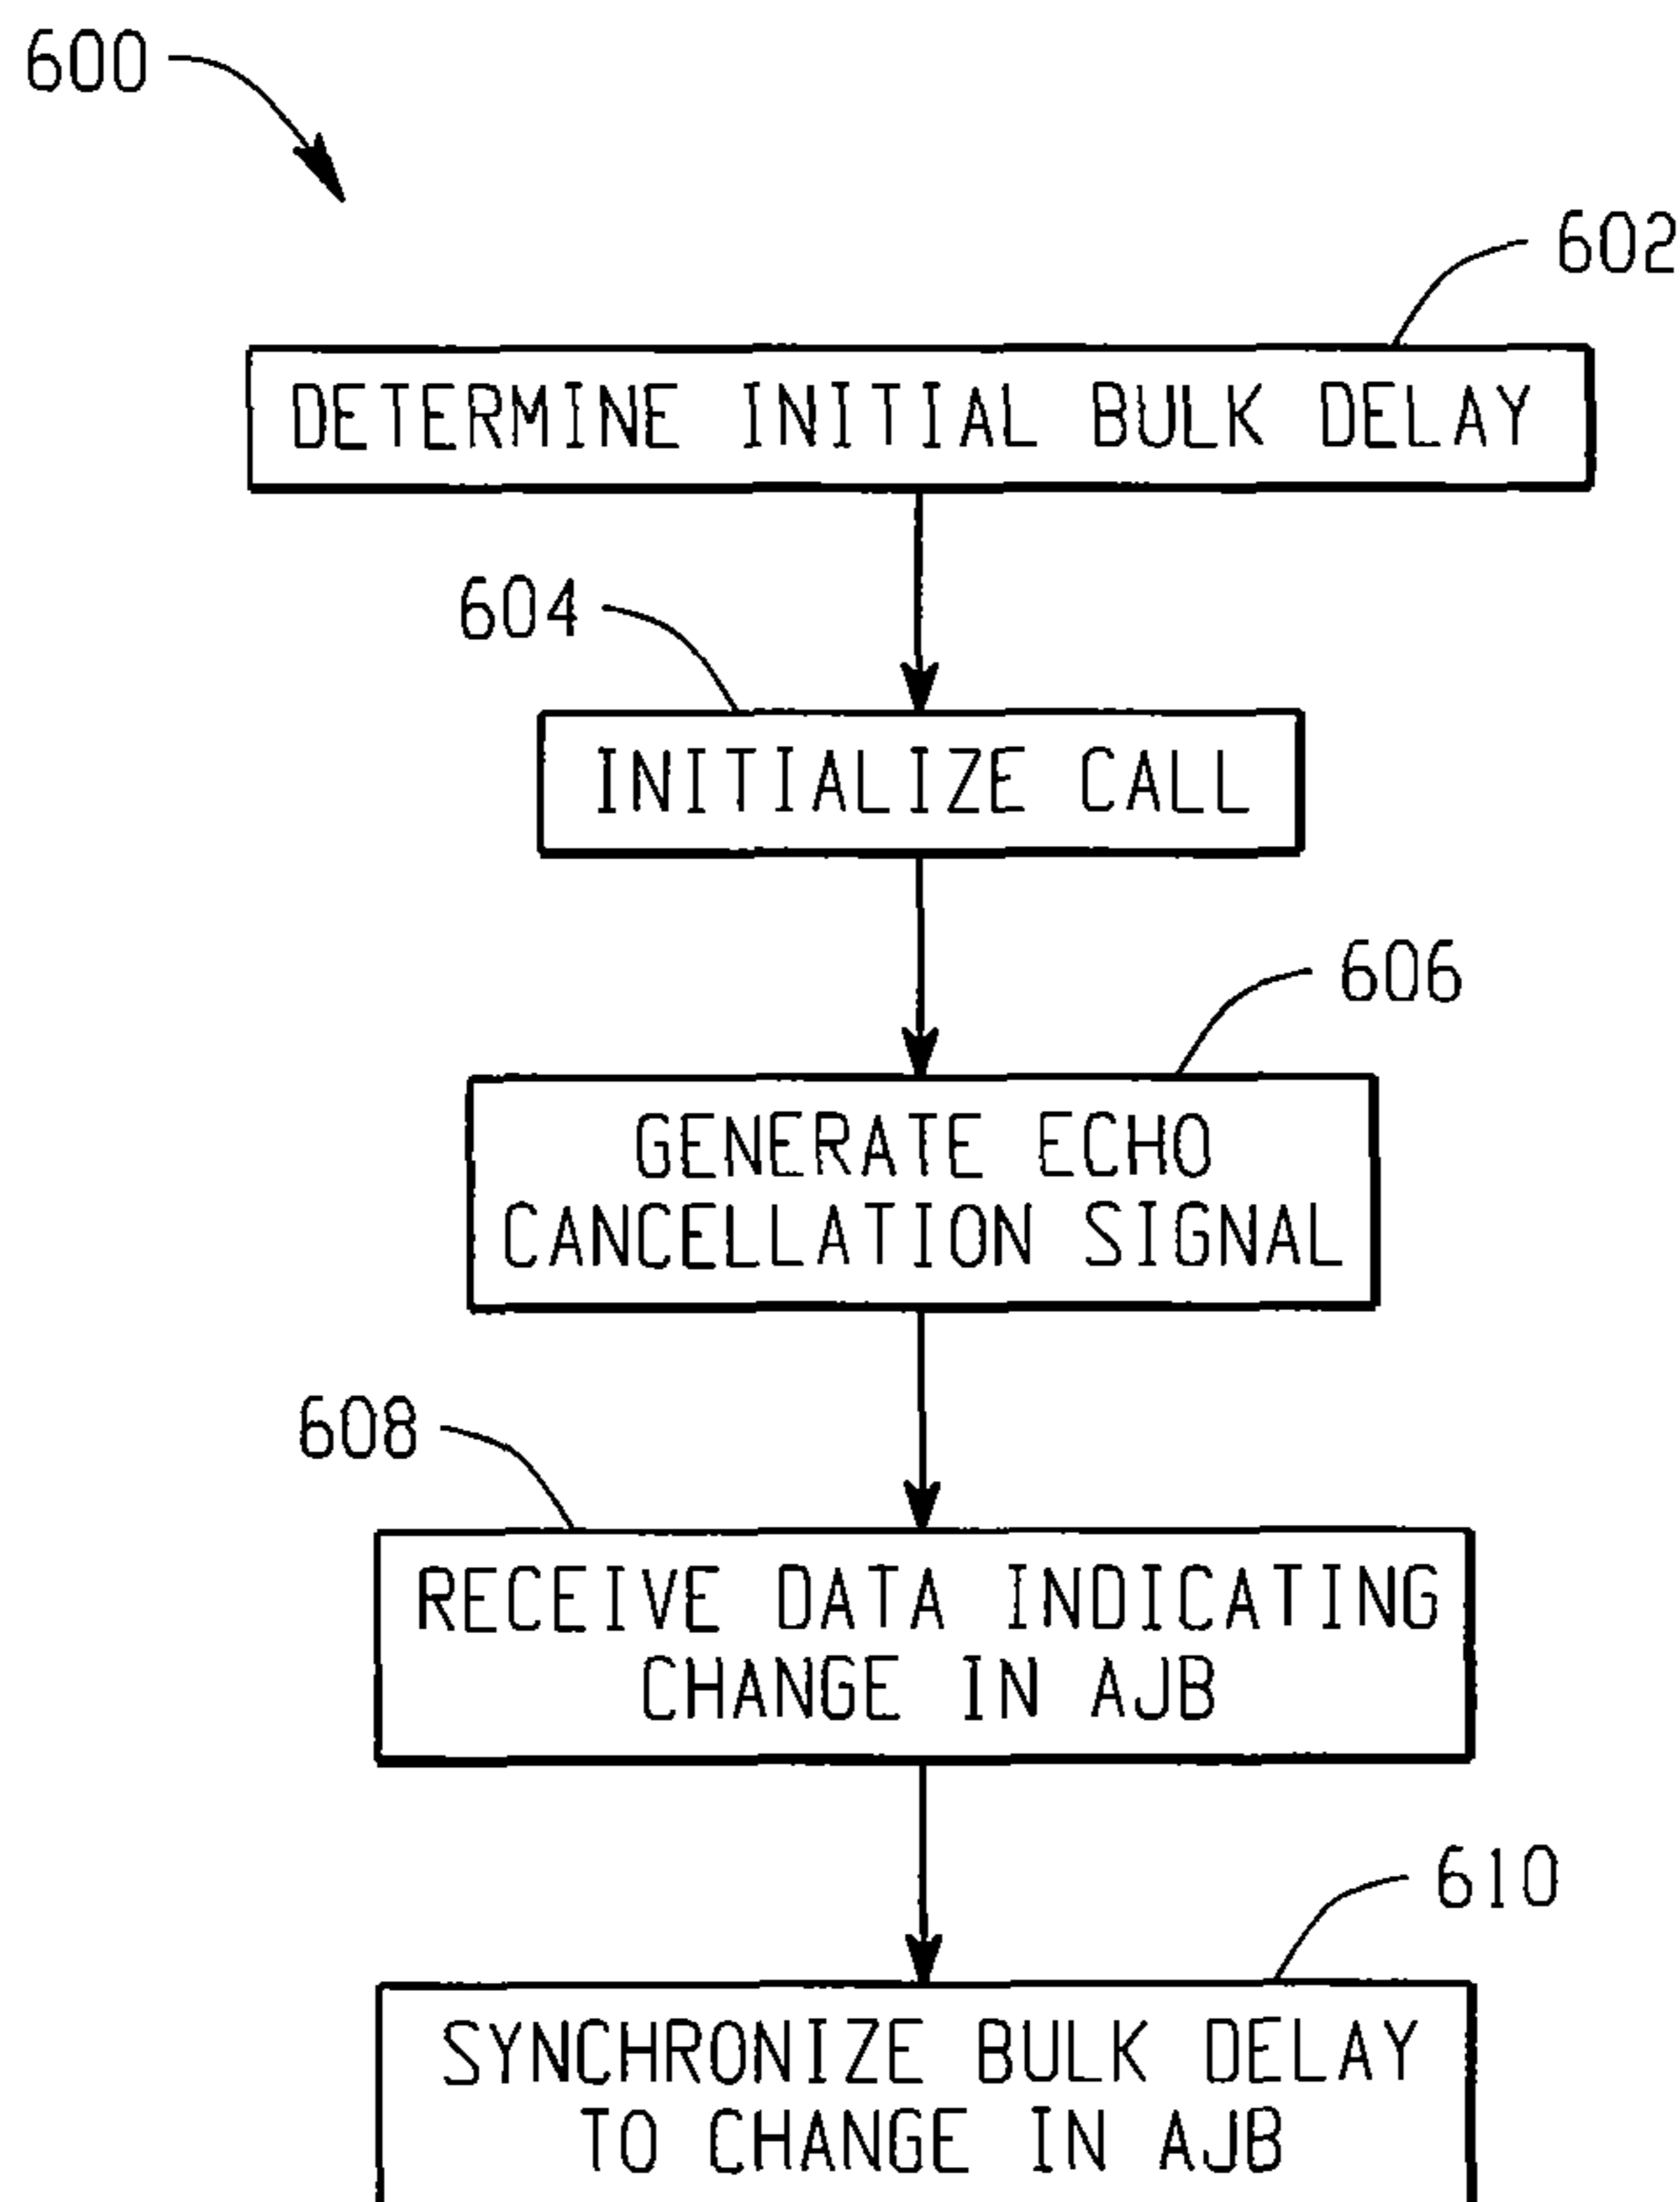 600
602
DETERMINE INITIAL BULK DELAY
604
INITIALIZE CALL
606
GENERATE ECHO
CANCELLATION SIGNAL
608
RECEIVE DATA INDICATING
CHANGE IN AJB
610
SYNCHRONIZE BULK DELAY
TO CHANGE IN AJB